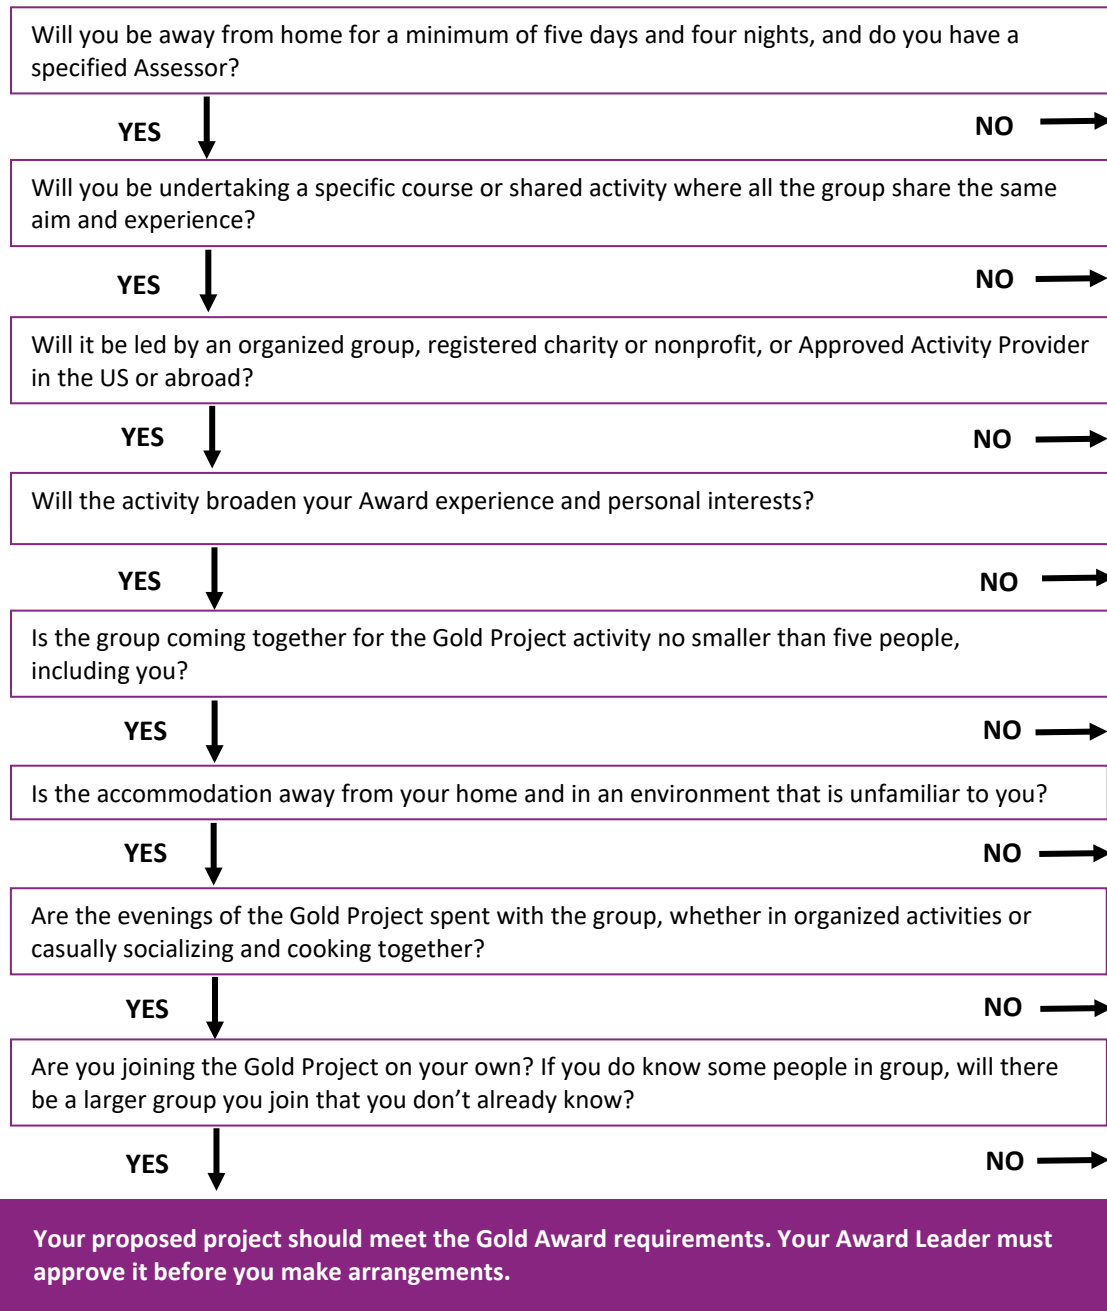 Will you be away from home for a minimum of five days and four nights, and do you have a
specified Assessor?
YES
NO
Will you be undertaking a specific course or shared activity where all the group share the same
aim and experience?
YES
NO
Will it be led by an organized group, registered charity or nonprofit, or Approved Activity Provider
in the US or abroad?
YES
NO
Will the activity broaden your Award experience and personal interests?
YES
NO
Is the group coming together for the Gold Project activity no smaller than five people,
including you?
YES
NO
Is the accommodation away from your home and in an environment that is unfamiliar to you?
YES
NO
Are the evenings of the Gold Project spent with the group, whether in organized activities or
casually socializing and cooking together?
YES
NO
Are you joining the Gold Project on your own? If you do know some people in group, will there
be a larger group you join that you don’t already know?
YES
NO
Your proposed project should meet the Gold Award requirements. Your Award Leader must
approve it before you make arrangements.